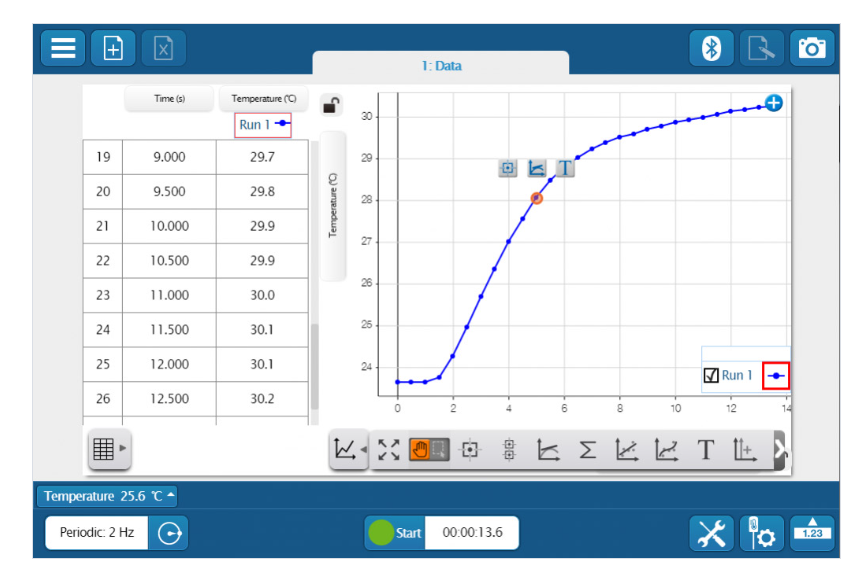 1: Data
Time (s) Temperature (℃)
Run 1
19 9.000 29.7
20 9.500 29.8
21 10.000 29.9
22 10.500 29.9
23 11.000 30.0
24 11.500 30.1
25 12.000 30.1
26 12.500 30.2
Temperature (℃)
30
29
28
27
26
25
24
0 2 4 6 8 10 12 14
T
Run 1
Σ T
Temperature 25.6 ℃
Periodic: 2 Hz
Start 00:00:13.6
1.23